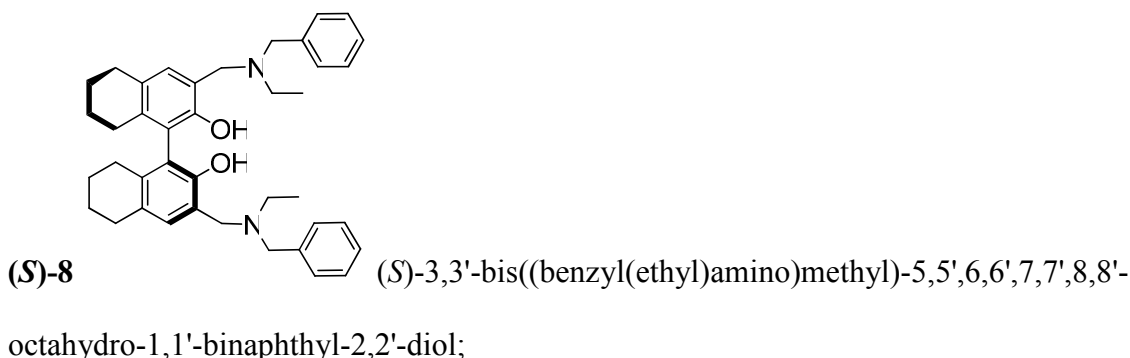 N
OH
OH
N
(S)-8 (S)-3,3'-bis((benzyl(ethyl)amino)methyl)-5,5',6,6',7,7',8,8'-
octahydro-1,1'-binaphthyl-2,2'-diol;